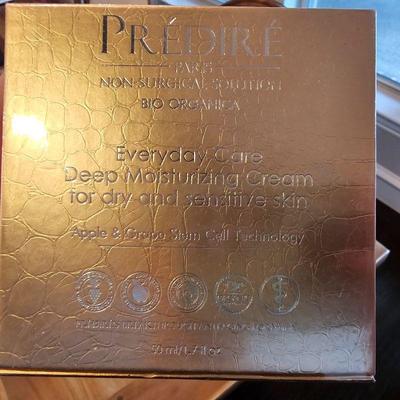 PRÉDIRÉ
PARIS
NON-SURGICAL SOLUTION
BIO ORGANICA
Everyday Care
Deep Moisturizing Cream
for dry and sensitive skin
Apple & Grape Stem Cell Technology
50 ml/1.7 fl oz